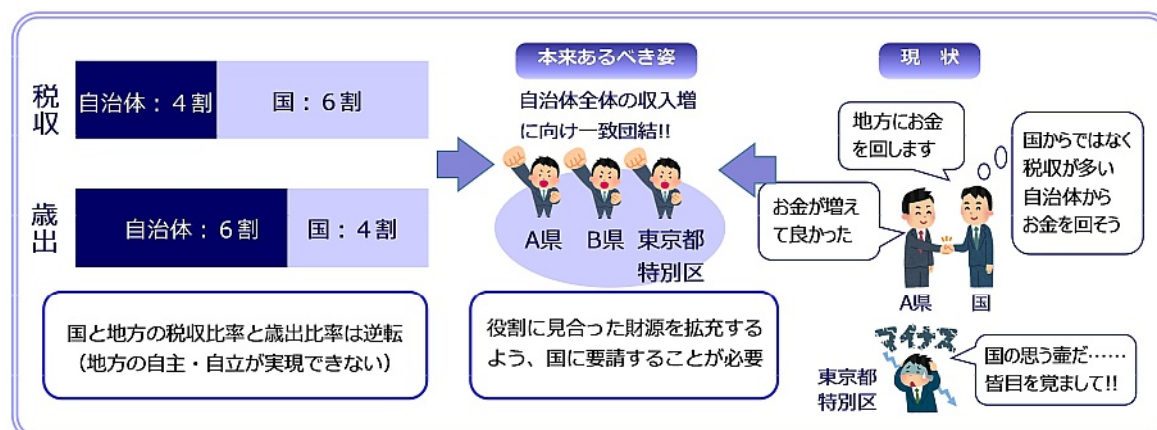 税収
自治体：４割
国：６割
歳出
自治体：６割
国：４割
国と地方の税収比率と歳出比率は逆転
（地方の自主・自立が実現できない）
本来あるべき姿
自治体全体の収入増
に向け一致団結!!
A県
B県
東京都
特別区
役割に見合った財源を拡充する
よう、国に要請することが必要
現 状
地方にお金
を回します
国からではなく
税収が多い
自治体から
お金を回そう
お金が増え
て良かった
A県
国
マイナス
東京都
特別区
国の思う壺だ……
皆目を覚まして!!